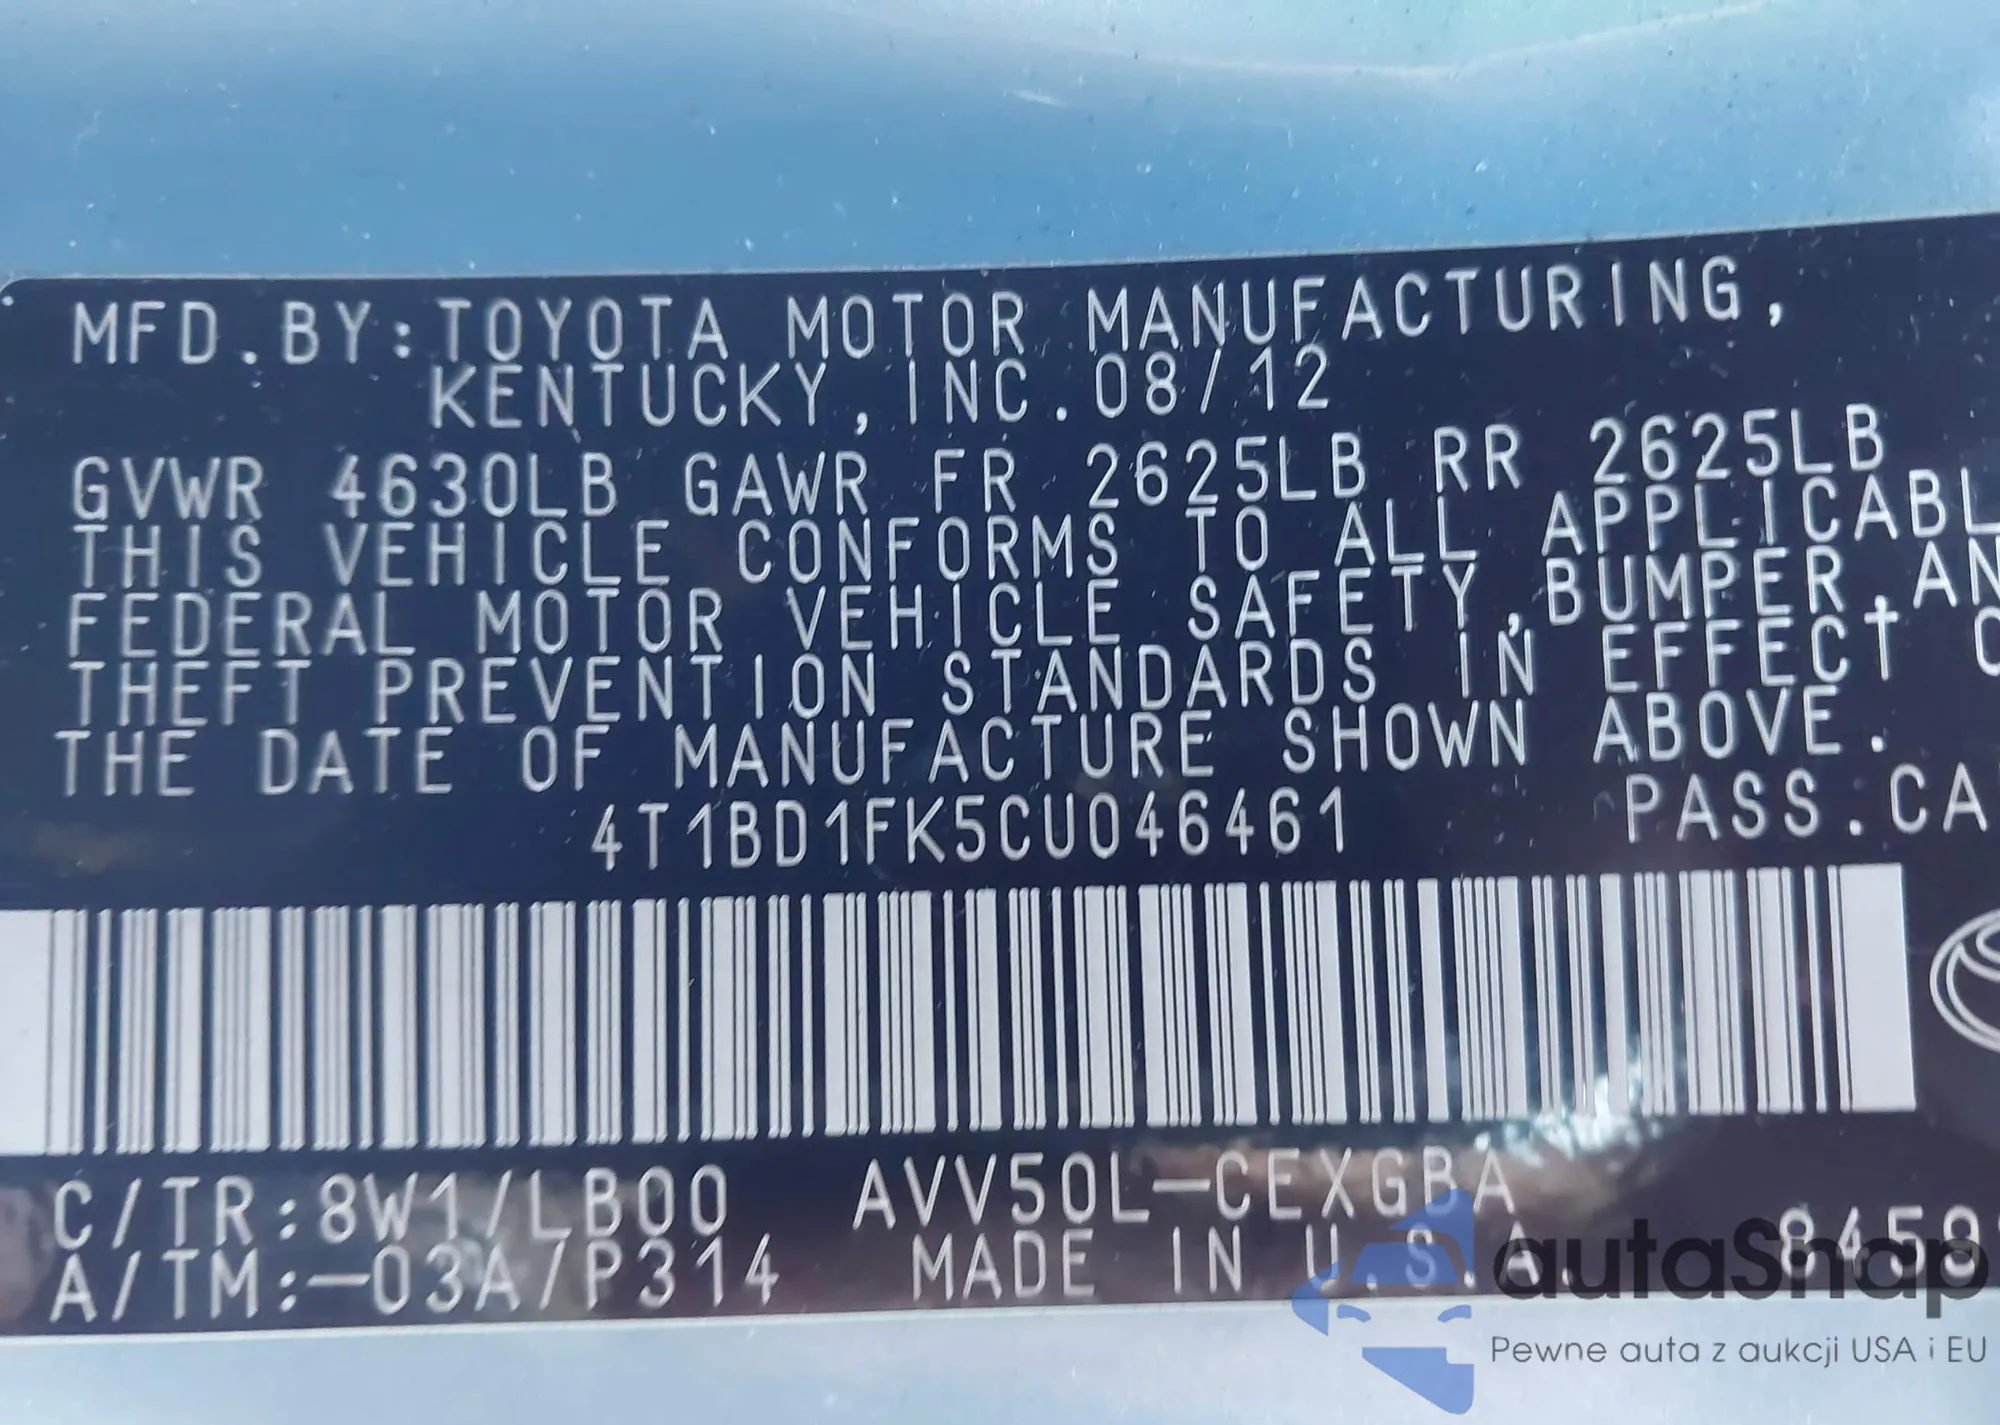 MFD.BY:TOYOTA MOTOR MANUFACTURING,
KENTUCKY,INC.08/12
GVWR 4630LB GAWR FR 2625LB RR 2625LB
THIS VEHICLE CONFORMS TO ALL APPLICABL
FEDERAL MOTOR VEHICLE SAFETY,BUMPER,AN
THEFT PREVENTION STANDARDS IN EFFECT O
THE DATE OF MANUFACTURE SHOWN ABOVE.
4T1BD1FK5CU046461 PASS.CA
C/TR:8W1/LB00 AVV50L-CEXGBA
A/TM:-03A/P314 MADE IN U.S.A. 8458
autaSnap
Pewne auta z aukcji USA i EU